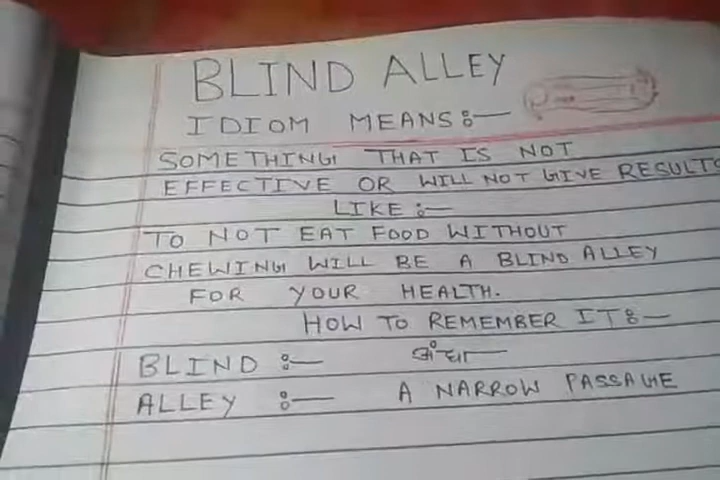 BLIND ALLEY
IDIOM MEANS:—
SOMETHING THAT IS NOT
EFFECTIVE OR WILL NOT GIVE RESULTS
LIKE:—
TO NOT EAT FOOD WITHOUT
CHEWING WILL BE A BLIND ALLEY
FOR YOUR HEALTH.
HOW TO REMEMBER IT:—
BLIND :— अंधा—
ALLEY :— A NARROW PASSAGE